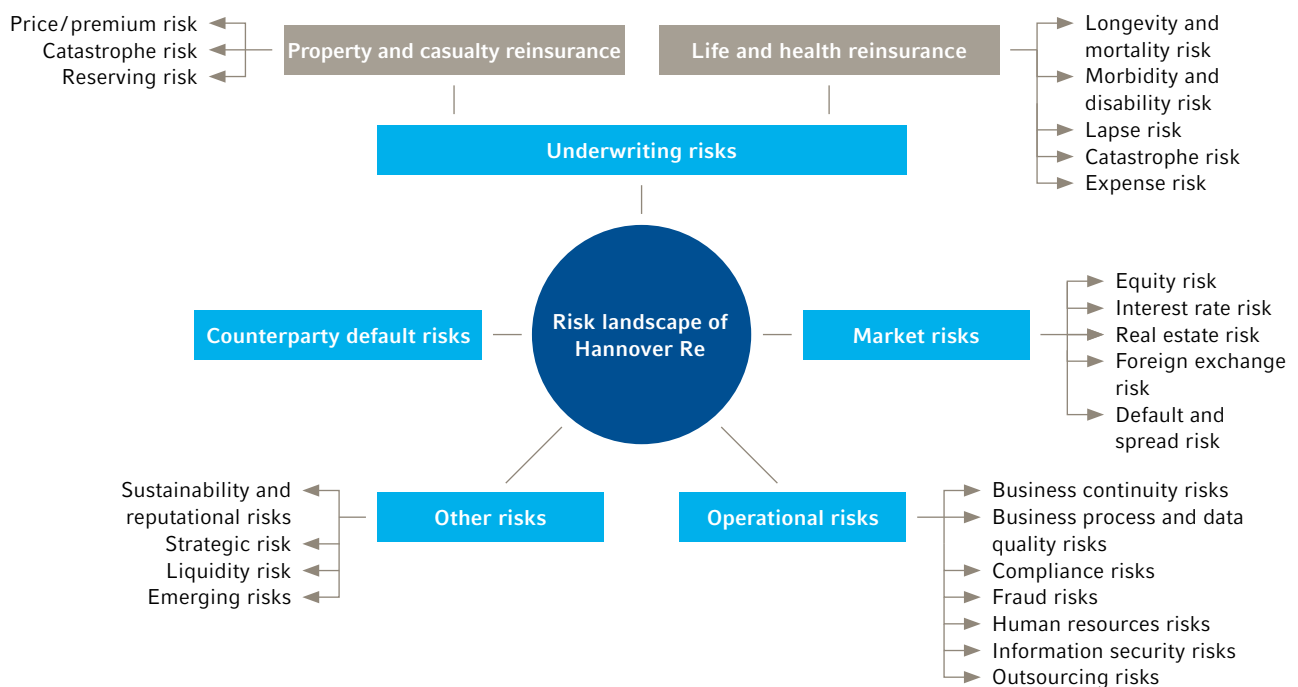 Price/premium risk
Catastrophe risk
Reserving risk
Property and casualty reinsurance
Life and health reinsurance
Longevity and
mortality risk
Morbidity and
disability risk
Lapse risk
Catastrophe risk
Expense risk
Underwriting risks
Counterparty default risks
Risk landscape of
Hannover Re
Market risks
Equity risk
Interest rate risk
Real estate risk
Foreign exchange
risk
Default and
spread risk
Sustainability and
reputational risks
Strategic risk
Liquidity risk
Emerging risks
Other risks
Operational risks
Business continuity risks
Business process and data
quality risks
Compliance risks
Fraud risks
Human resources risks
Information security risks
Outsourcing risks